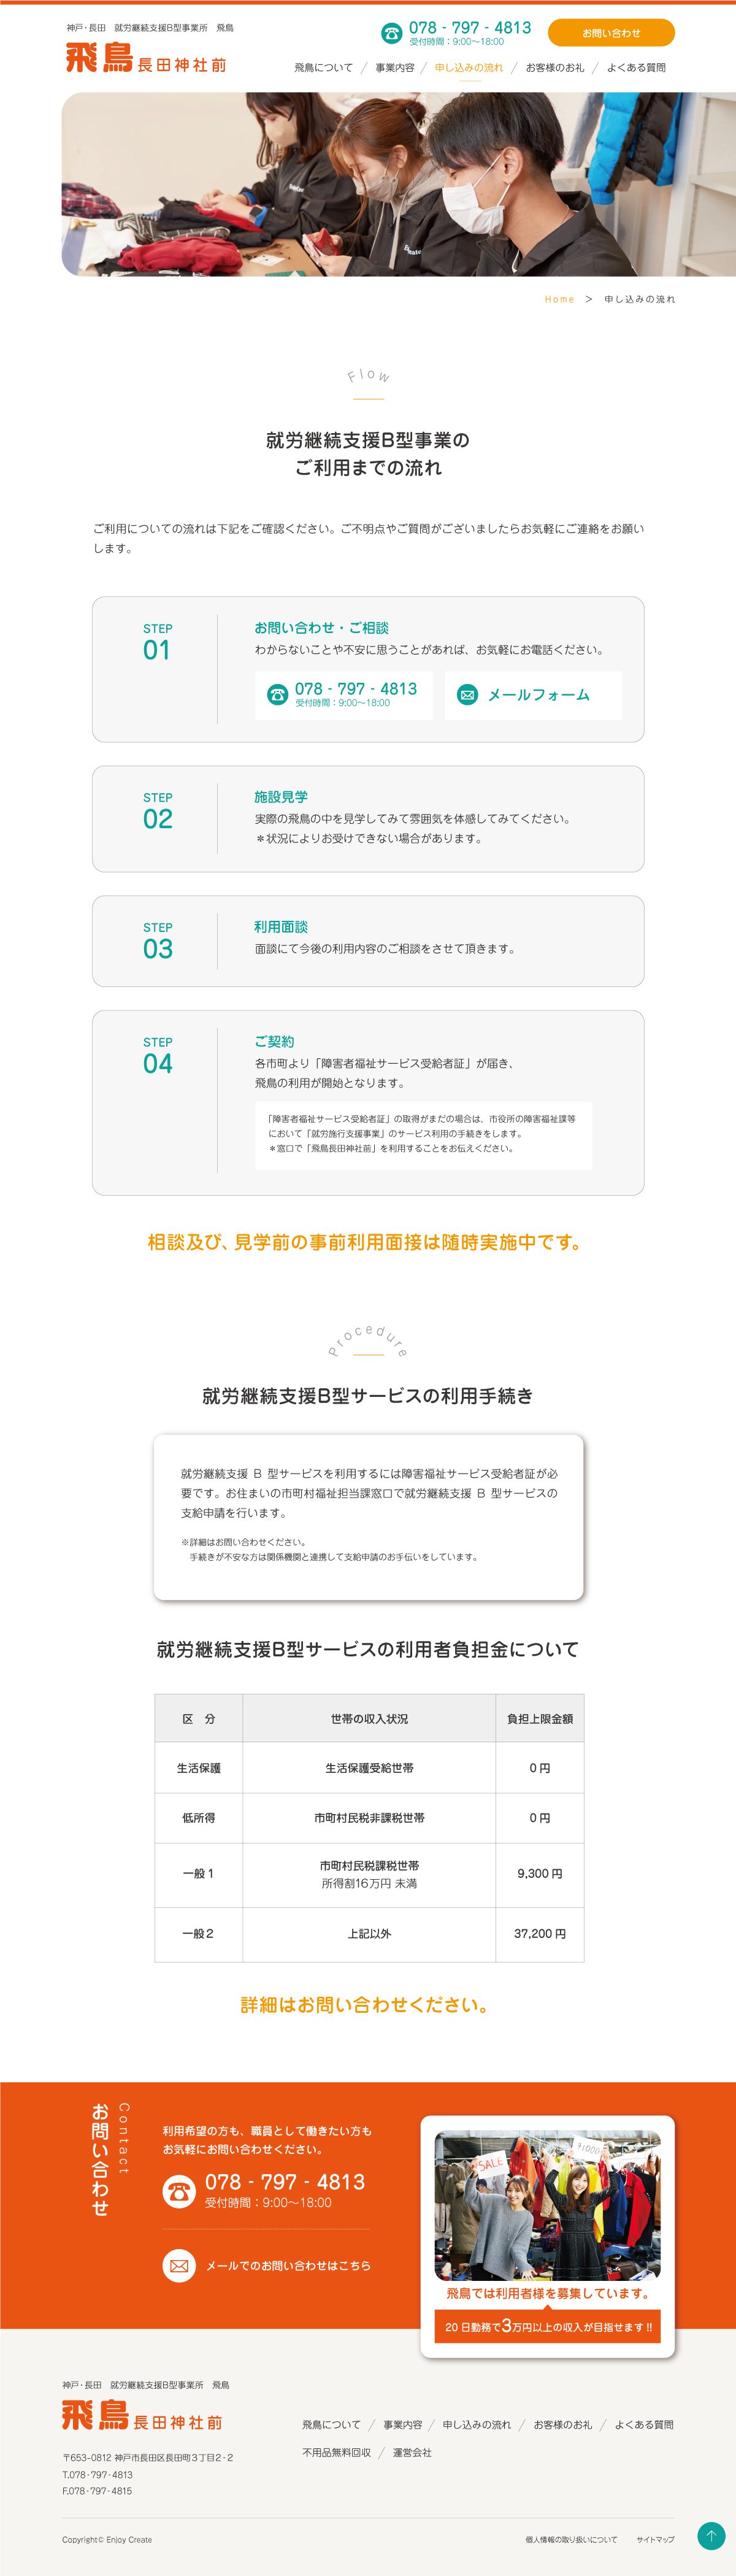 神戸・長田　就労継続支援B型事業所　飛鳥
飛鳥 長田神社前
078 - 797 - 4813
受付時間：9:00～18:00
お問い合わせ
飛鳥について ／ 事業内容 ／ 申し込みの流れ ／ お客様のお礼 ／ よくある質問
Create
Home ＞ 申し込みの流れ
Flow
就労継続支援B型事業の
ご利用までの流れ
ご利用についての流れは下記をご確認ください。ご不明点やご質問がございましたらお気軽にご連絡をお願い
します。
STEP
01
お問い合わせ・ご相談
わからないことや不安に思うことがあれば、お気軽にお電話ください。
078 - 797 - 4813
受付時間：9:00～18:00
メールフォーム
STEP
02
施設見学
実際の飛鳥の中を見学してみて雰囲気を体感してみてください。
＊状況によりお受けできない場合があります。
STEP
03
利用面談
面談にて今後の利用内容のご相談をさせて頂きます。
STEP
04
ご契約
各市町より「障害者福祉サービス受給者証」が届き、
飛鳥の利用が開始となります。
「障害者福祉サービス受給者証」の取得がまだの場合は、市役所の障害福祉課等
において「就労施行支援事業」のサービス利用の手続きをします。
＊窓口で「飛鳥長田神社前」を利用することをお伝えください。
相談及び、見学前の事前利用面接は随時実施中です。
Procedure
就労継続支援B型サービスの利用手続き
就労継続支援 B 型サービスを利用するには障害福祉サービス受給者証が必
要です。お住まいの市町村福祉担当課窓口で就労継続支援 B 型サービスの
支給申請を行います。
※詳細はお問い合わせください。
手続きが不安な方は関係機関と連携して支給申請のお手伝いをしています。
就労継続支援B型サービスの利用者負担金について
区　分 世帯の収入状況 負担上限金額
生活保護 生活保護受給世帯 0 円
低所得 市町村民税非課税世帯 0 円
一般 1 市町村民税課税世帯 9,300 円
所得割16万円 未満
一般 2 上記以外 37,200 円
詳細はお問い合わせください。
Contact
お問い合わせ
利用希望の方も、職員として働きたい方も
お気軽にお問い合わせください。
078 - 797 - 4813
受付時間：9:00～18:00
メールでのお問い合わせはこちら
SALE
¥1000
飛鳥では利用者様を募集しています。
20 日勤務で3万円以上の収入が目指せます!!
神戸・長田　就労継続支援B型事業所　飛鳥
飛鳥 長田神社前
〒653-0812 神戸市長田区長田町3丁目2-2
T.078-797-4813
F.078-797-4815
飛鳥について ／ 事業内容 ／ 申し込みの流れ ／ お客様のお礼 ／ よくある質問
不用品無料回収 ／ 運営会社
Copyright© Enjoy Create
個人情報の取り扱いについて サイトマップ